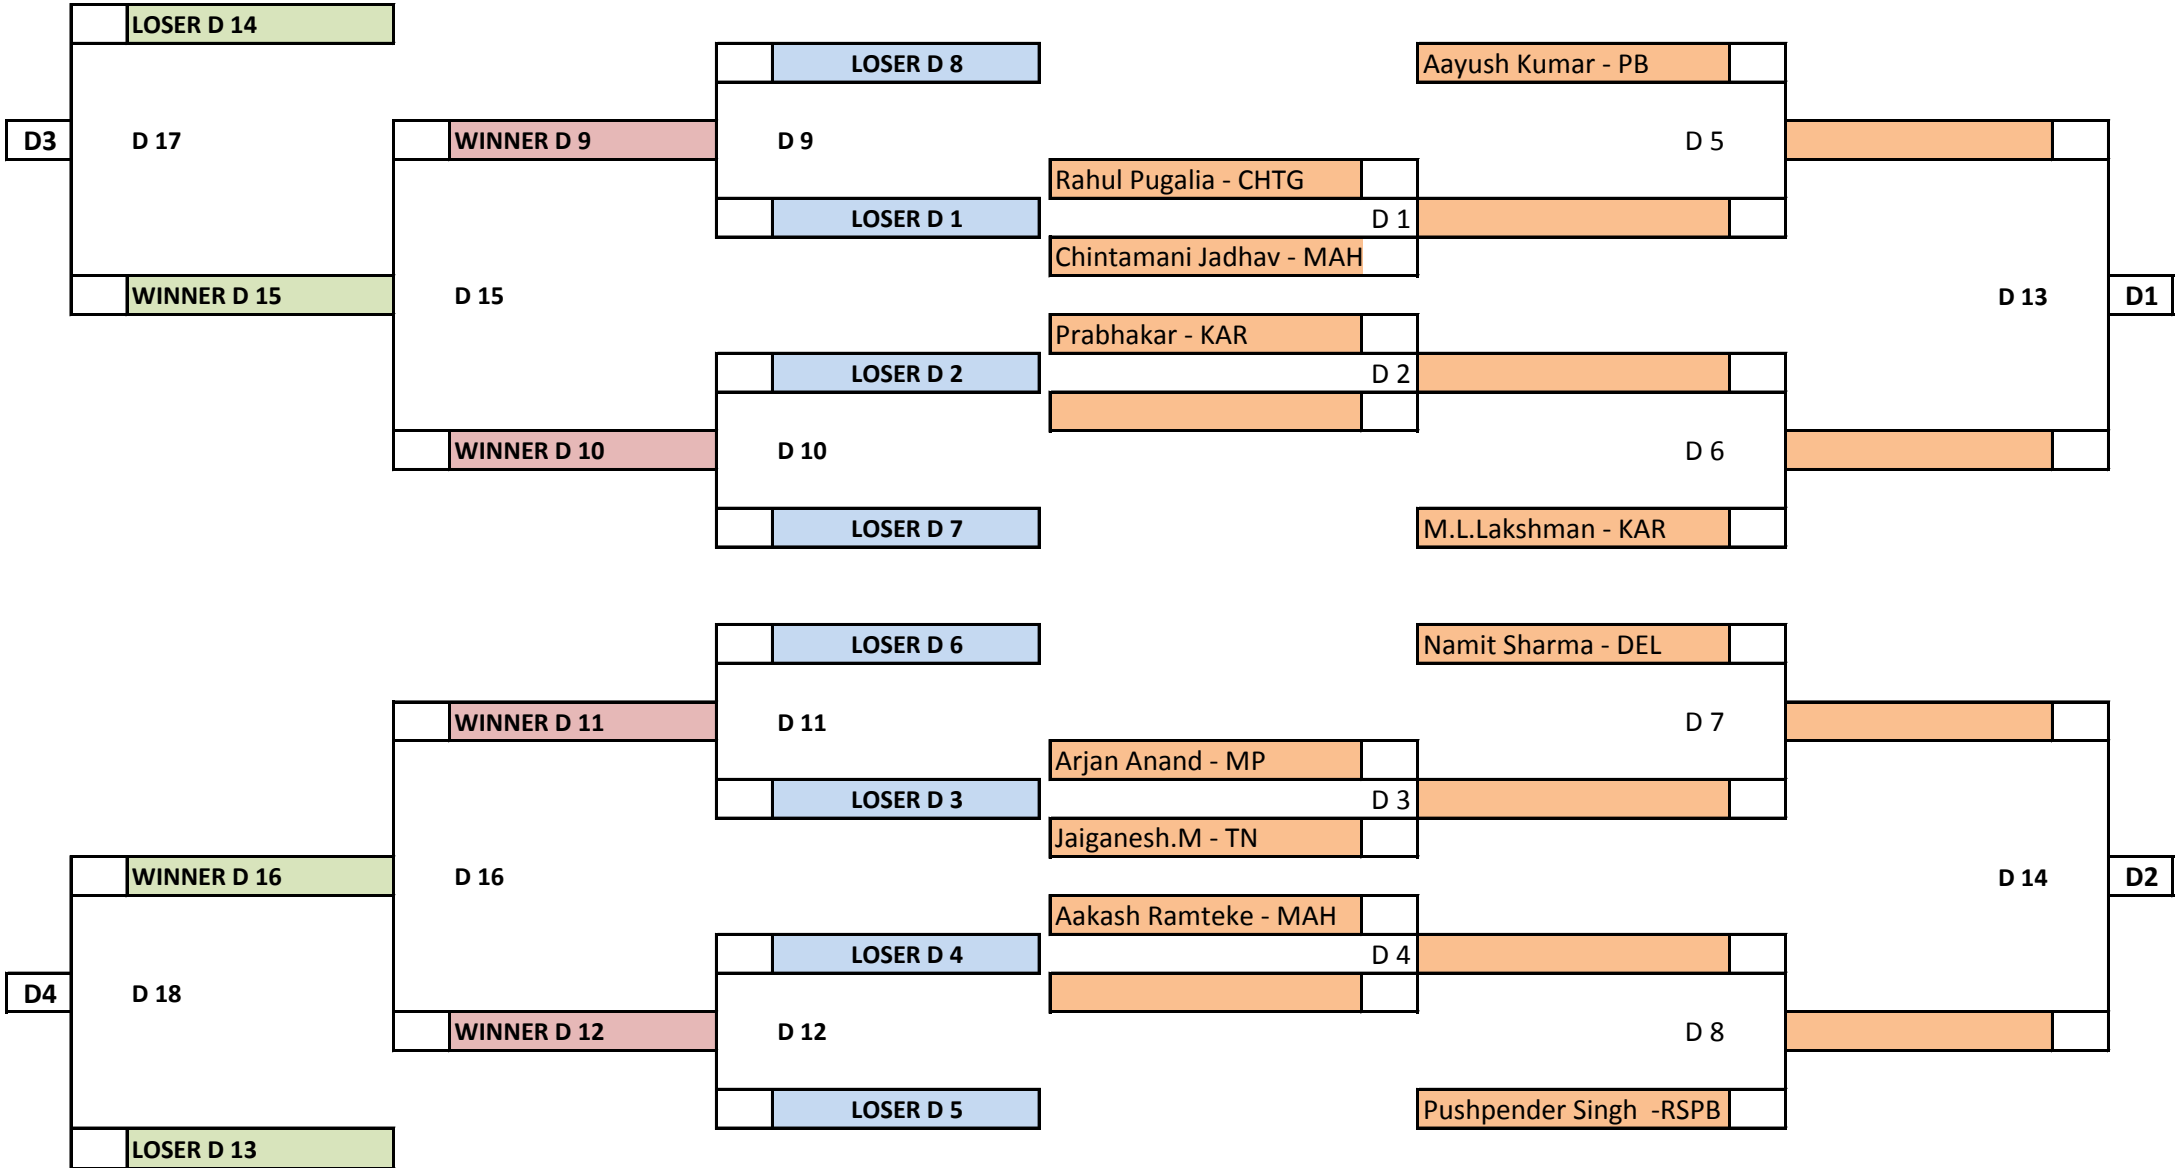 LOSER D 14
LOSER D 8
Aayush Kumar - PB
D3
D 17
WINNER D 9
D 9
D 5
Rahul Pugalia - CHTG
LOSER D 1
D 1
Chintamani Jadhav - MAH
WINNER D 15
D 15
D 13
D1
Prabhakar - KAR
LOSER D 2
D 2
WINNER D 10
D 10
D 6
LOSER D 7
M.L.Lakshman - KAR
LOSER D 6
Namit Sharma - DEL
WINNER D 11
D 11
D 7
Arjan Anand - MP
LOSER D 3
D 3
Jaiganesh.M - TN
WINNER D 16
D 16
D 14
D2
Aakash Ramteke - MAH
LOSER D 4
D 4
D4
D 18
WINNER D 12
D 12
D 8
LOSER D 5
Pushpender Singh  -RSPB
LOSER D 13